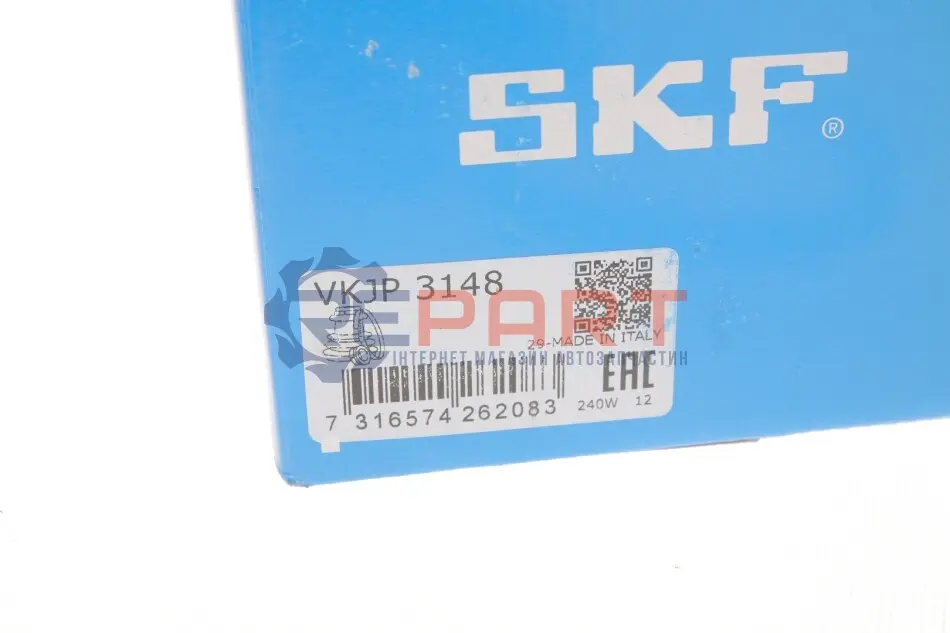 SKF
®
VKJP 3148
EPART
29-MADE IN ITALY
ІНТЕРНЕТ МАГАЗИН АВТОЗАПЧАСТИН
EAC
7 316574 262083
240W 12